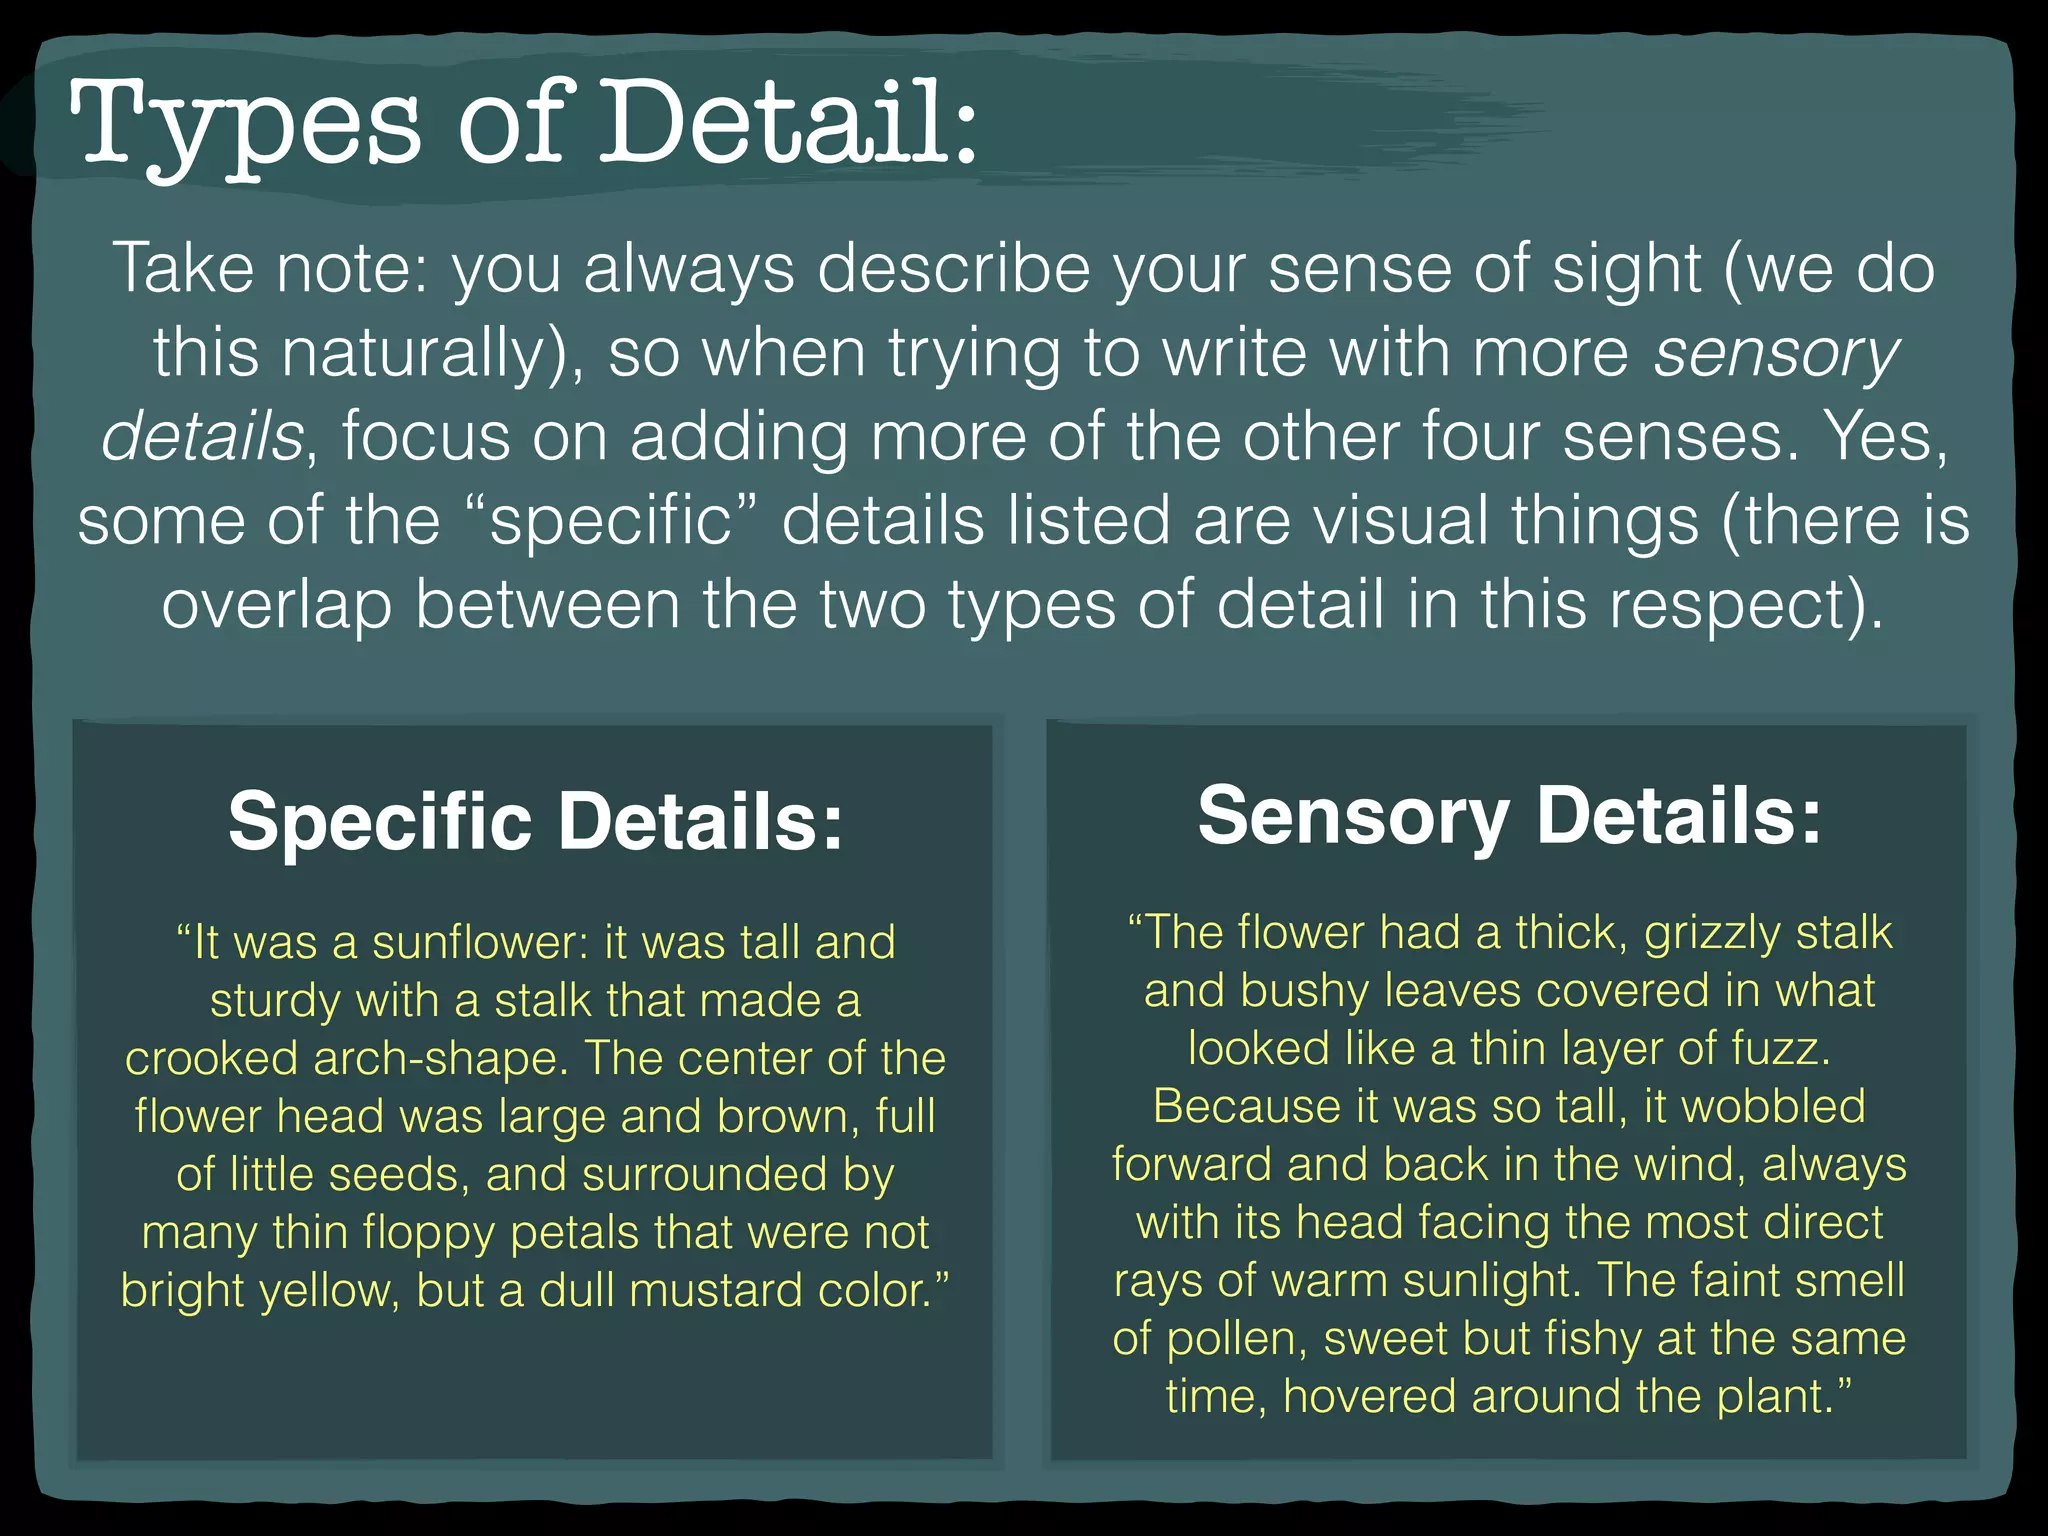 Types of Detail:
Take note: you always describe your sense of sight (we do
this naturally), so when trying to write with more sensory
details, focus on adding more of the other four senses. Yes,
some of the “specific” details listed are visual things (there is
overlap between the two types of detail in this respect).
Specific Details:
“It was a sunflower: it was tall and
sturdy with a stalk that made a
crooked arch-shape. The center of the
flower head was large and brown, full
of little seeds, and surrounded by
many thin floppy petals that were not
bright yellow, but a dull mustard color.”
Sensory Details:
“The flower had a thick, grizzly stalk
and bushy leaves covered in what
looked like a thin layer of fuzz.
Because it was so tall, it wobbled
forward and back in the wind, always
with its head facing the most direct
rays of warm sunlight. The faint smell
of pollen, sweet but fishy at the same
time, hovered around the plant.”